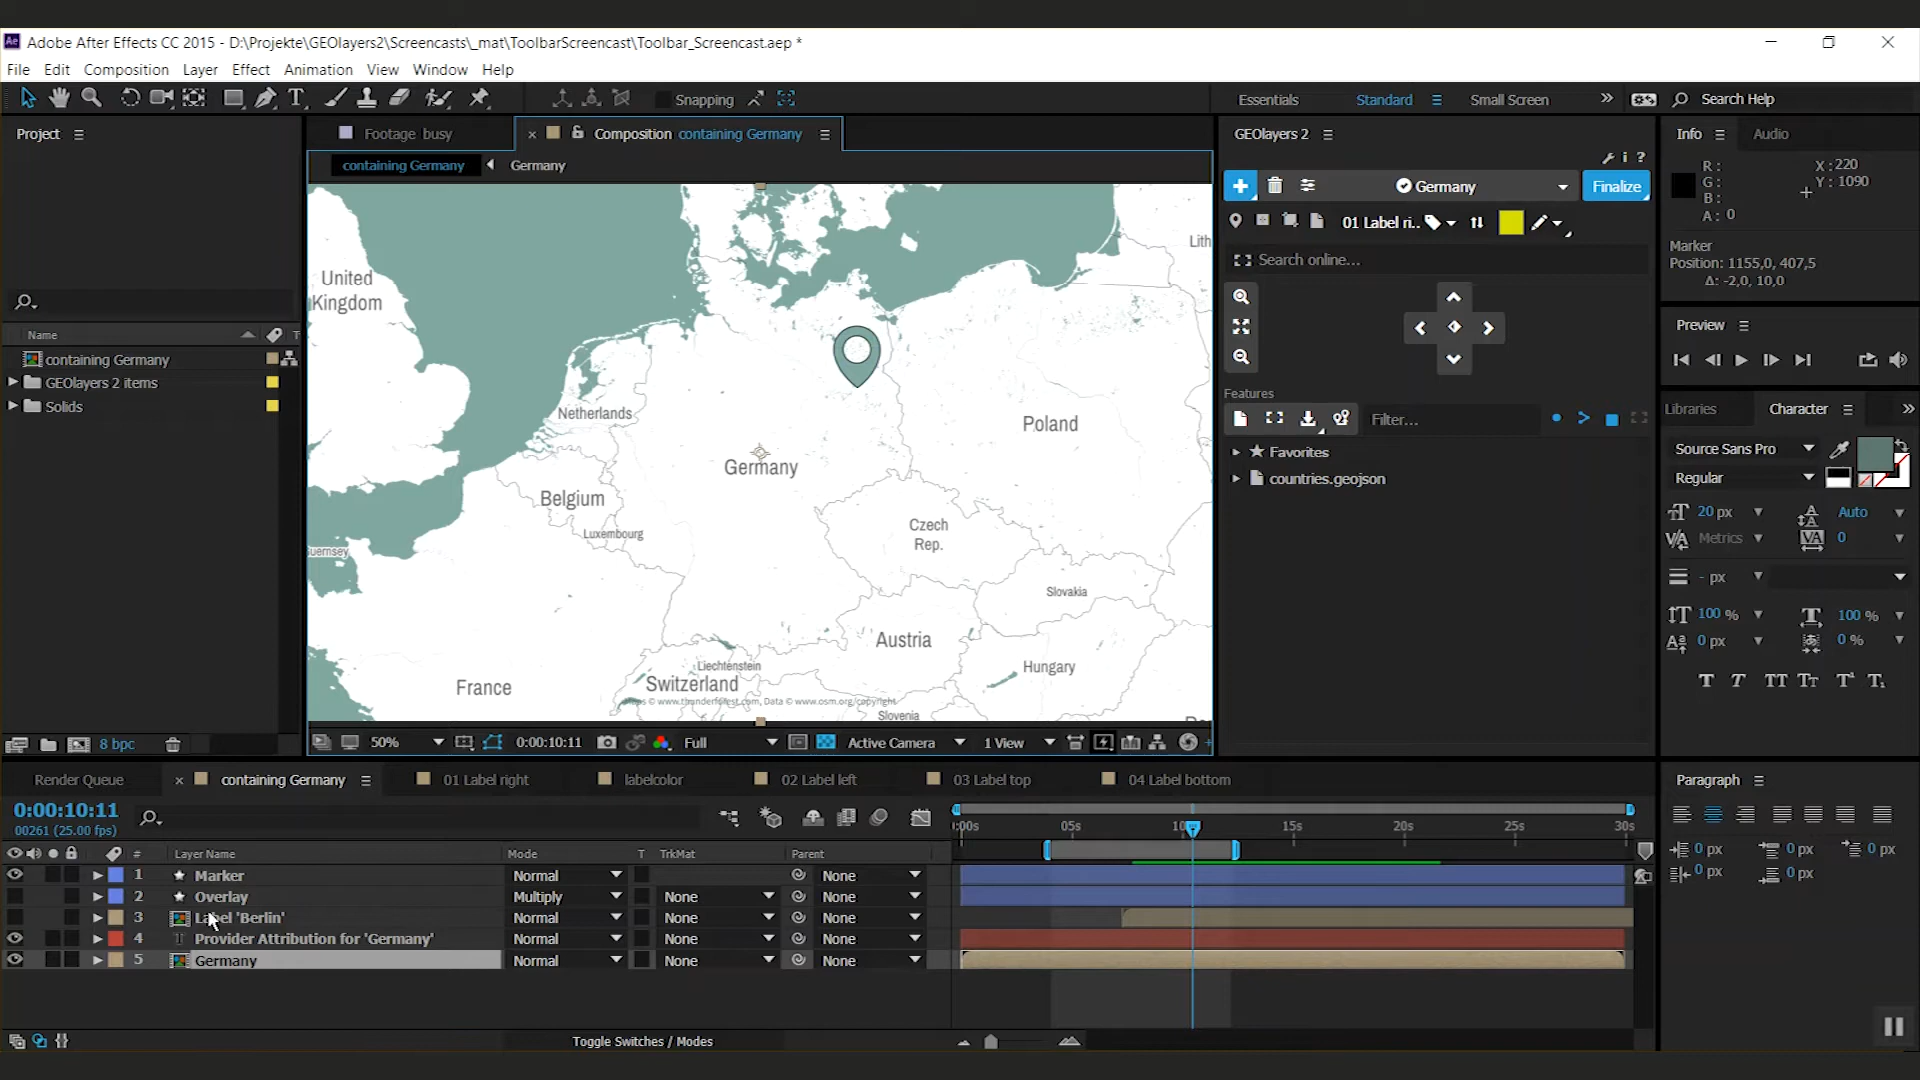 Adobe After Effects CC 2015 - D:\Projekte\GEOlayers2\Screencasts\_mat\ToolbarScreencast\Toolbar_Screencast.aep *
File Edit Composition Layer Effect Animation View Window Help
Snapping
Essentials Standard Small Screen Search Help
Project
Footage busy
Composition containing Germany
GEOlayers 2
Info Audio
containing Germany Germany
R :
G :
B :
A : 0
X : 220
Y : 1090
Germany
Finalize
01 Label ri..
Search online...
Marker
Position: 1155,0, 407,5
Δ: -2,0, 10,0
Name
containing Germany
GEOlayers 2 items
Solids
United
Kingdom
Lith
Netherlands
Poland
Germany
Belgium
Luxembourg
Czech
Rep.
Slovakia
Austria
Hungary
Liechtenstein
Switzerland
France
Slovenia
Maps © www.thunderforest.com, Data © www.osm.org/copyright
Features
Filter...
Favorites
countries.geojson
Preview
Libraries Character
Source Sans Pro
Regular
20 px Auto
Metrics 0
- px
100 % 100 %
0 px 0 %
8 bpc
50% 0:00:10:11 Full Active Camera 1 View
Render Queue containing Germany 01 Label right labelcolor 02 Label left 03 Label top 04 Label bottom
Paragraph
0 px 0 px 0 px
0 px 0 px
0:00:10:11
00261 (25.00 fps)
:00s 05s 10s 15s 20s 25s 30s
# Layer Name Mode T TrkMat Parent
1 Marker Normal None
2 Overlay Multiply None None
3 Label 'Berlin' Normal None None
4 Provider Attribution for 'Germany' Normal None None
5 Germany Normal None None
Toggle Switches / Modes